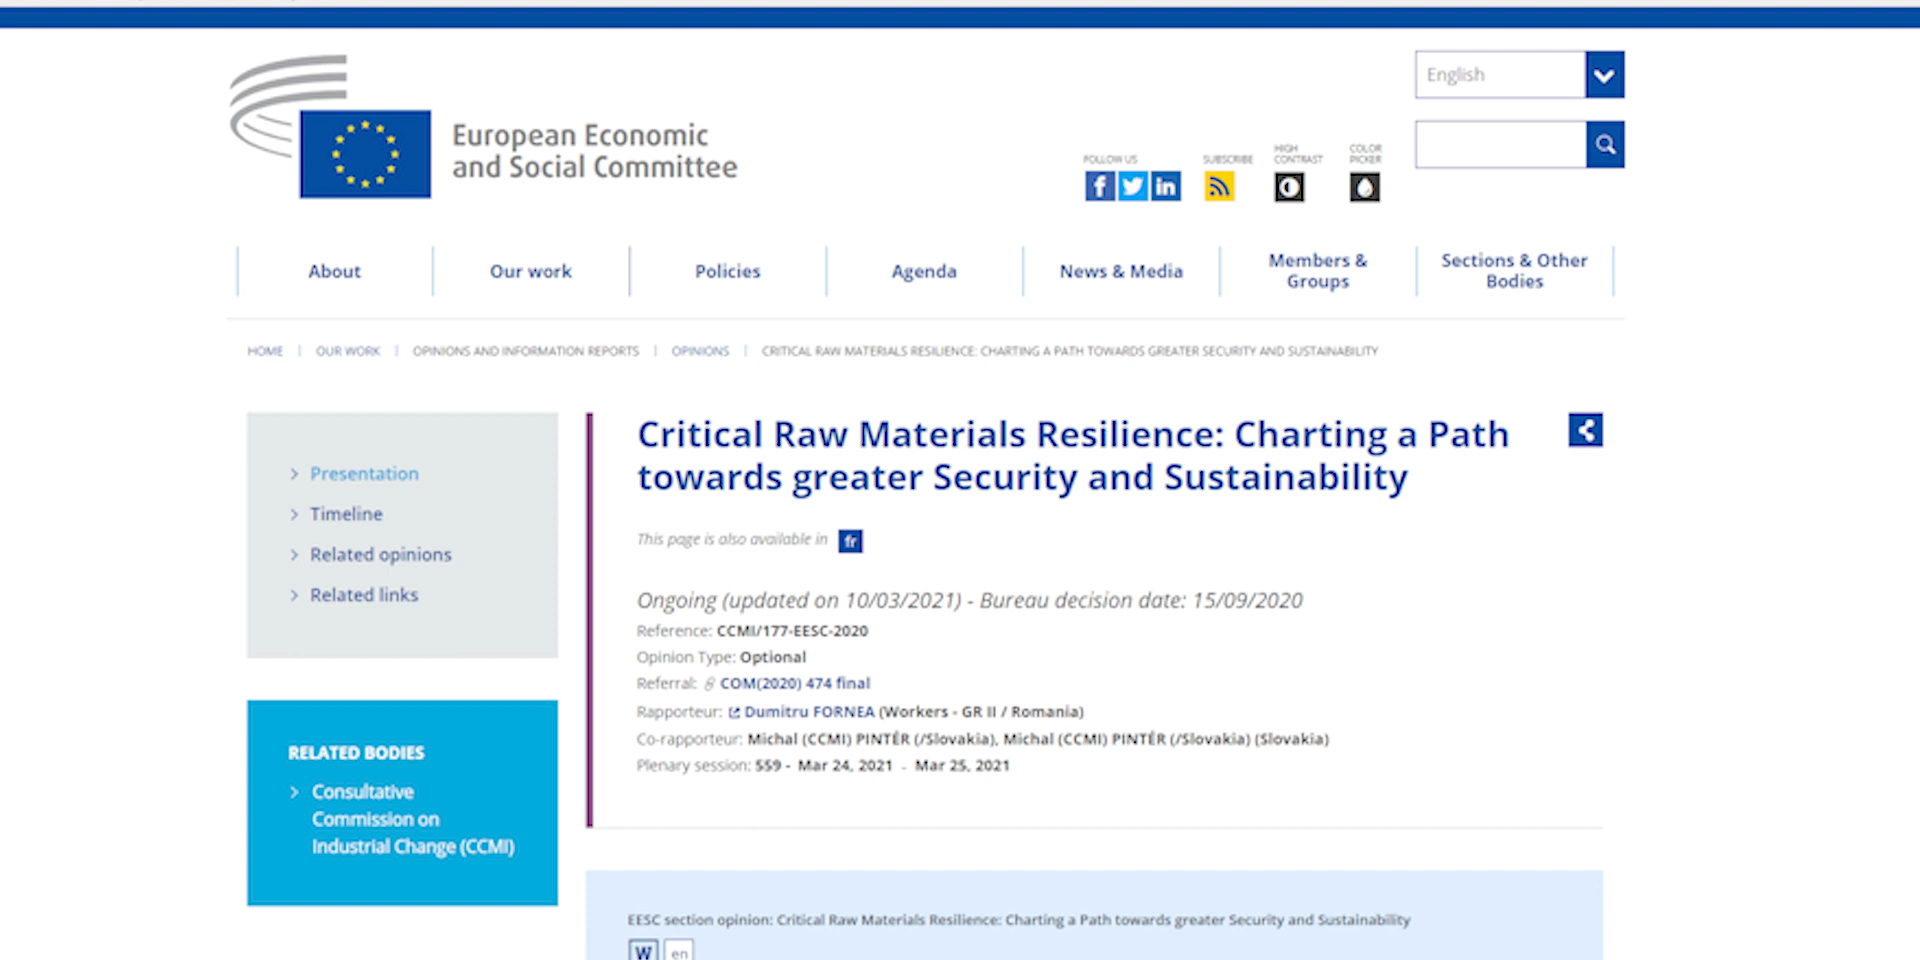 English
European Economic
and Social Committee
FOLLOW US
SUBSCRIBE
HIGH
CONTRAST
COLOR
PICKER
About
Our work
Policies
Agenda
News & Media
Members &
Groups
Sections & Other
Bodies
HOME | OUR WORK | OPINIONS AND INFORMATION REPORTS | OPINIONS | CRITICAL RAW MATERIALS RESILIENCE: CHARTING A PATH TOWARDS GREATER SECURITY AND SUSTAINABILITY
Presentation
Timeline
Related opinions
Related links
RELATED BODIES
Consultative
Commission on
Industrial Change (CCMI)
Critical Raw Materials Resilience: Charting a Path
towards greater Security and Sustainability
This page is also available in fr
Ongoing (updated on 10/03/2021) - Bureau decision date: 15/09/2020
Reference: CCMI/177-EESC-2020
Opinion Type: Optional
Referral: COM(2020) 474 final
Rapporteur: Dumitru FORNEA (Workers - GR II / Romania)
Co-rapporteur: Michal (CCMI) PINTÉR (/Slovakia), Michal (CCMI) PINTÉR (/Slovakia) (Slovakia)
Plenary session: 559 - Mar 24, 2021 - Mar 25, 2021
EESC section opinion: Critical Raw Materials Resilience: Charting a Path towards greater Security and Sustainability
W en